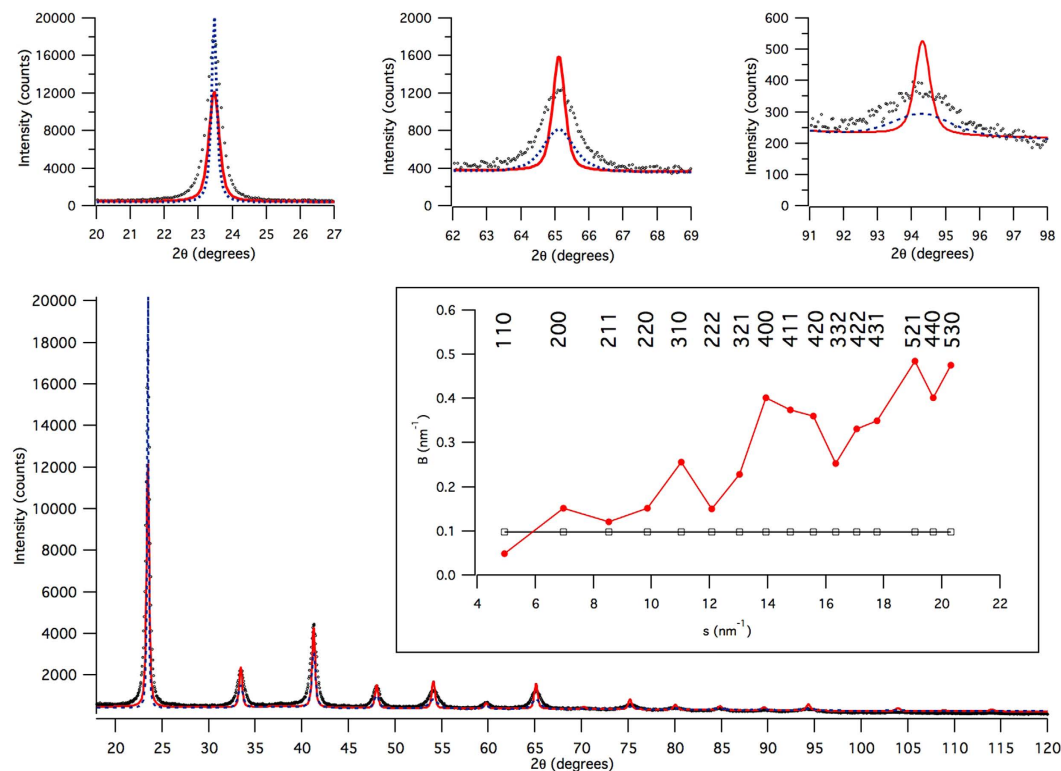 20000
16000
12000
8000
4000
0
Intensity (counts)
20 21 22 23 24 25 26 27
2θ (degrees)
2000
1600
1200
800
400
0
Intensity (counts)
62 63 64 65 66 67 68 69
2θ (degrees)
600
500
400
300
200
100
0
Intensity (counts)
91 92 93 94 95 96 97 98
2θ (degrees)
20000
18000
16000
14000
12000
10000
8000
6000
4000
2000
Intensity (counts)
20 25 30 35 40 45 50 55 60 65 70 75 80 85 90 95 100 105 110 115 120
2θ (degrees)
0.6
0.5
0.4
0.3
0.2
0.1
0.0
B (nm⁻¹)
110 200 211 220 310 222 321 400 411 420 332 422 431 521 440 530
4 6 8 10 12 14 16 18 20 22
s (nm⁻¹)